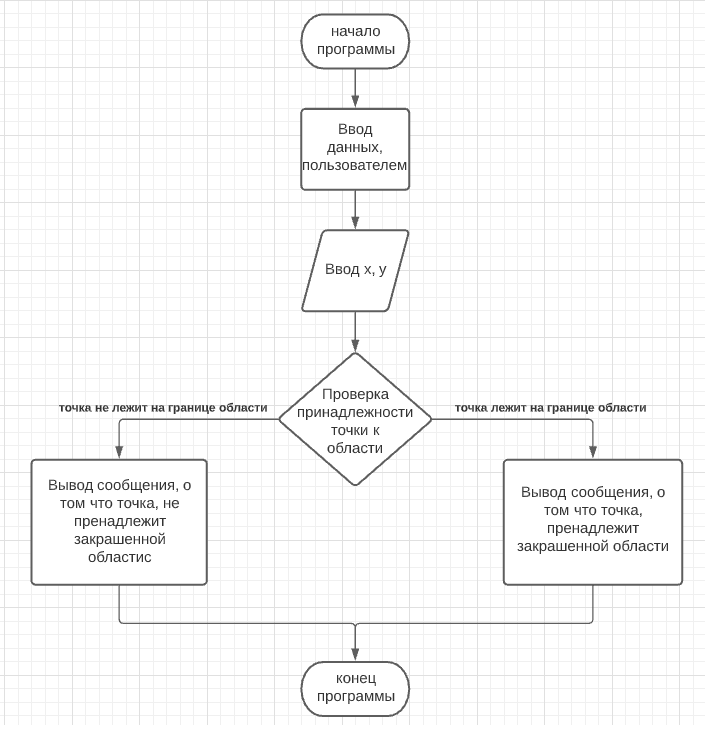 начало
программы
Ввод
данных,
пользователем
Ввод x, y
Проверка
принадлежности
точки к
области
точка не лежит на границе области
точка лежит на границе области
Вывод сообщения, о
том что точка, не
пренадлежит
закрашенной
областис
Вывод сообщения, о
том что точка,
пренадлежит
закрашенной области
конец
программы